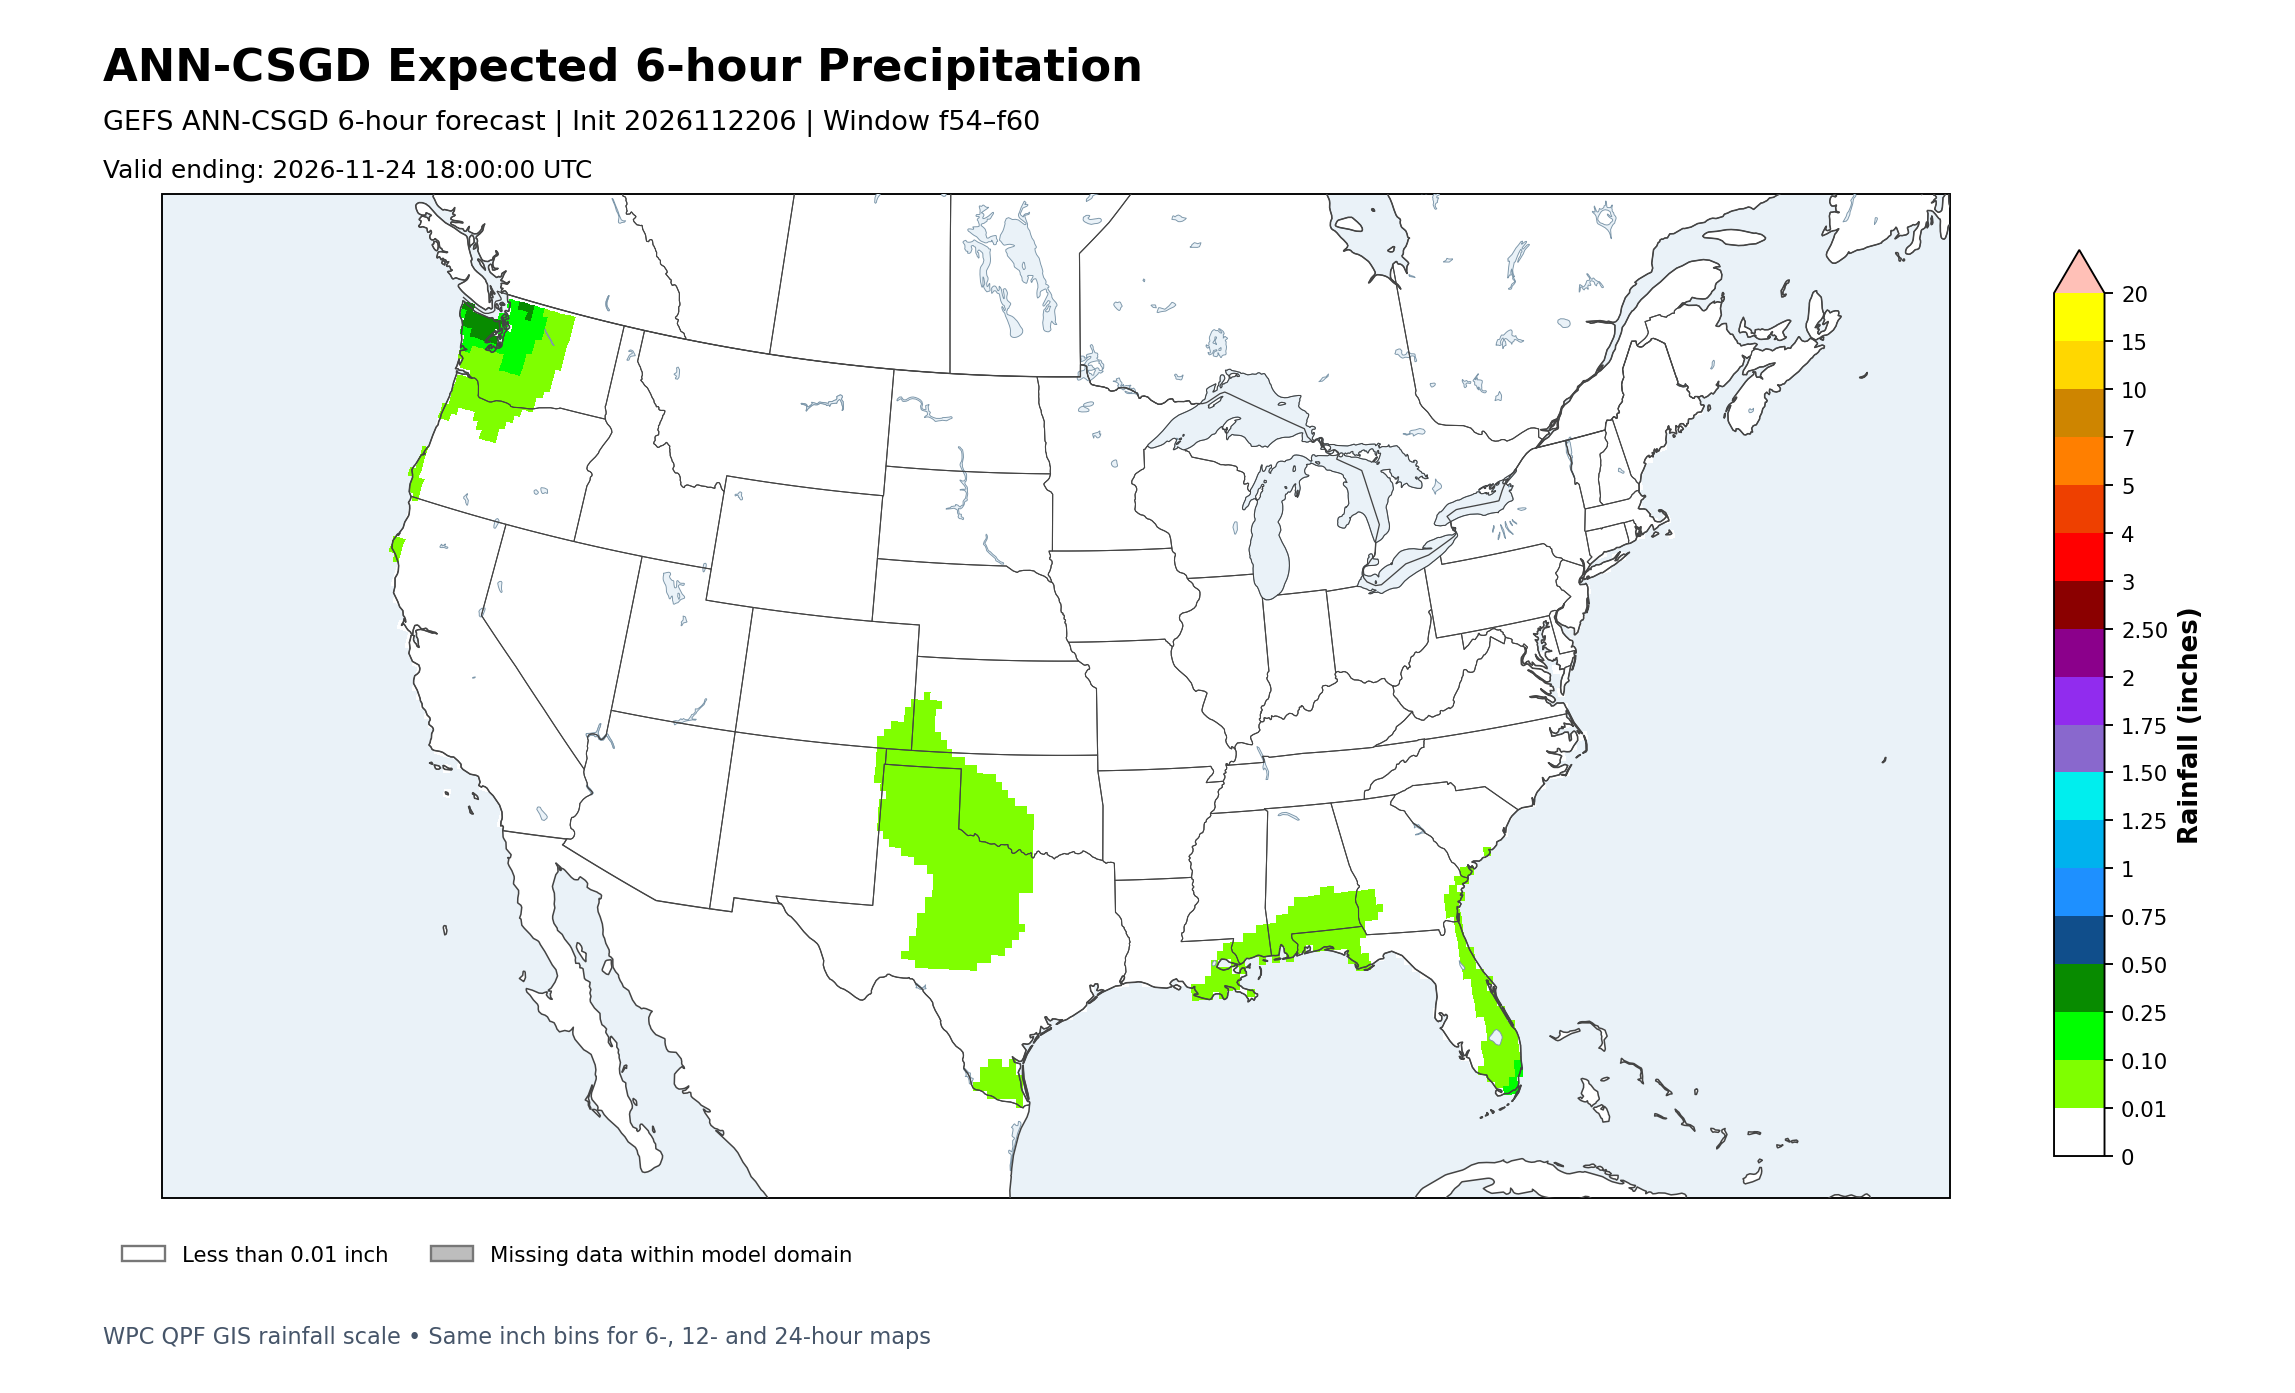 ANN-CSGD Expected 6-hour Precipitation
GEFS ANN-CSGD 6-hour forecast | Init 2026112206 | Window f54–f60
Valid ending: 2026-11-24 18:00:00 UTC
20
15
10
7
5
4
3
2.50
2
1.75
1.50
1.25
1
0.75
0.50
0.25
0.10
0.01
0
Rainfall (inches)
Less than 0.01 inch
Missing data within model domain
WPC QPF GIS rainfall scale • Same inch bins for 6-, 12- and 24-hour maps